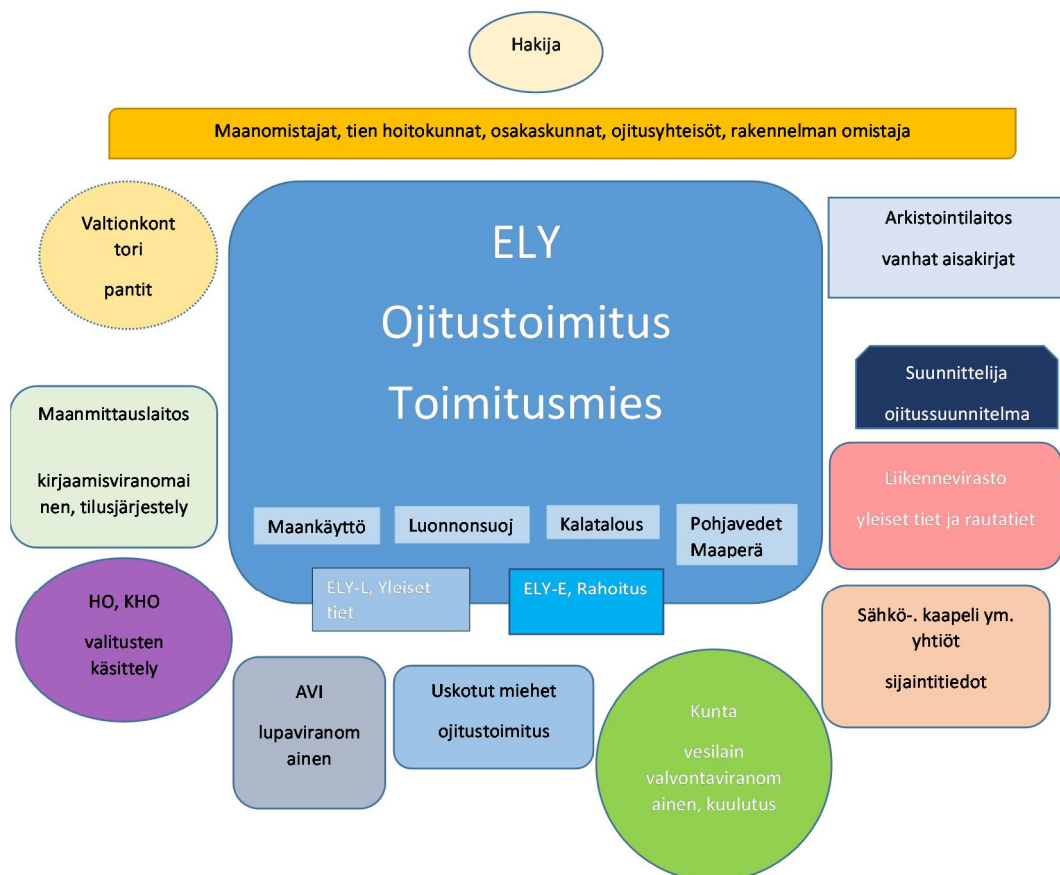 Hakija
Maanomistajat, tien hoitokunnat, osakaskunnat, ojitusyhteisöt, rakennelman omistaja
Valtionkont
tori
pantit
ELY
Ojitustoimitus
Toimitusmies
Arkistointilaitos
vanhat aisakirjat
Suunnittelija
ojitussuunnitelma
Maanmittauslaitos
kirjaamisviranomai
nen, tilusjärjestely
Liikennevirasto
yleiset tiet ja rautatiet
Maankäyttö
Luonnonsuoj
Kalatalous
Pohjavedet
Maaperä
ELY-L, Yleiset
tiet
ELY-E, Rahoitus
HO, KHO
valitusten
käsittely
Sähkö-. kaapeli ym.
yhtiöt
sijaintitiedot
AVI
lupaviranom
ainen
Uskotut miehet
ojitustoimitus
Kunta
vesilain
valvontaviranom
ainen, kuulutus